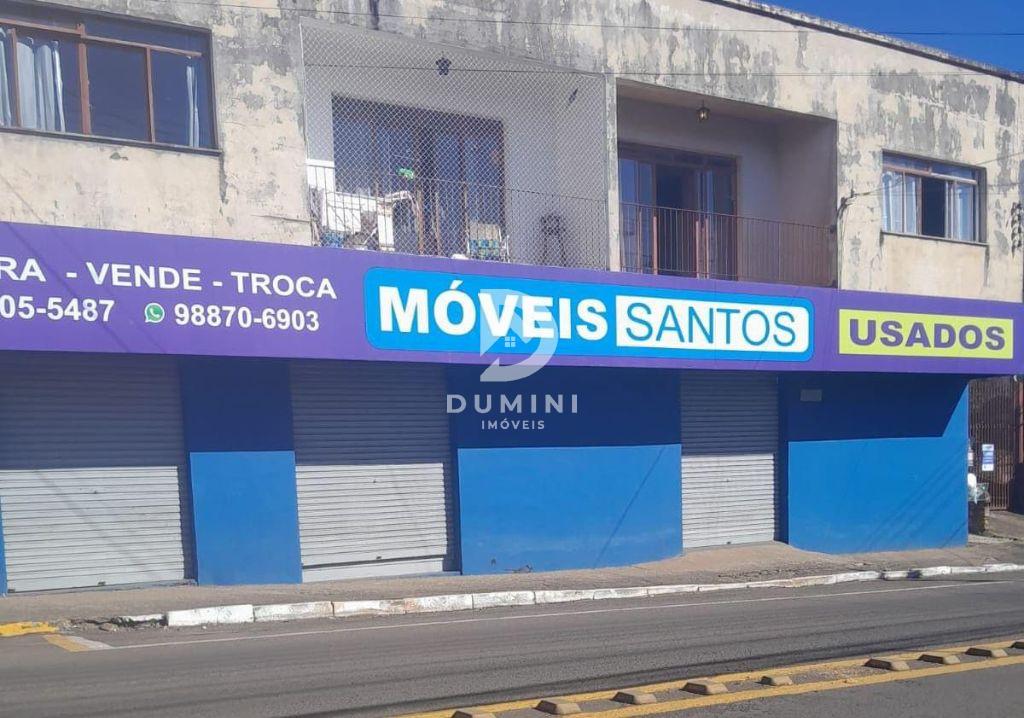 RA - VENDE - TROCA
05-5487 98870-6903
MÓVEIS SANTOS
USADOS
DUMINI
IMÓVEIS